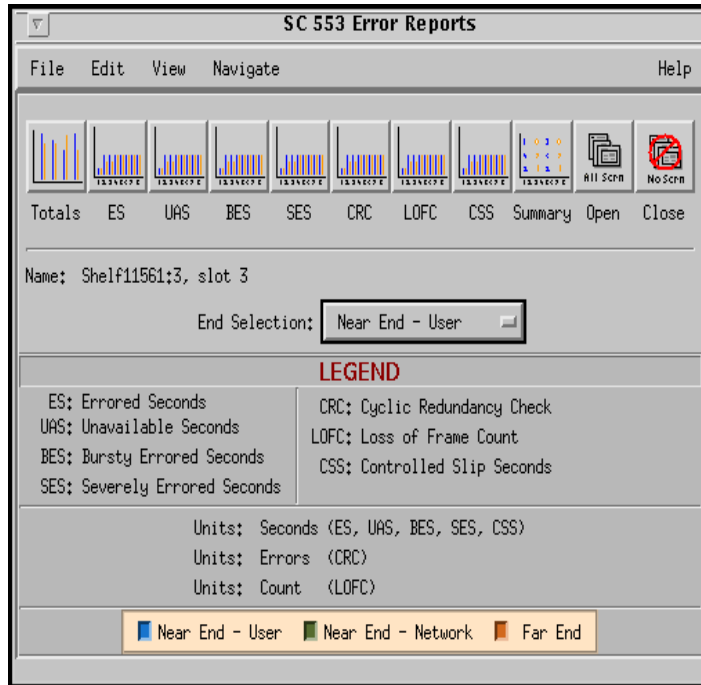 SC 553 Error Reports
File Edit View Navigate Help
All Scrn No Scrn
Totals ES UAS BES SES CRC LOFC CSS Summary Open Close
Name: Shelf11561:3, slot 3
End Selection: Near End - User
LEGEND
ES: Errored Seconds
UAS: Unavailable Seconds
BES: Bursty Errored Seconds
SES: Severely Errored Seconds
CRC: Cyclic Redundancy Check
LOFC: Loss of Frame Count
CSS: Controlled Slip Seconds
Units: Seconds (ES, UAS, BES, SES, CSS)
Units: Errors (CRC)
Units: Count (LOFC)
Near End - User Near End - Network Far End